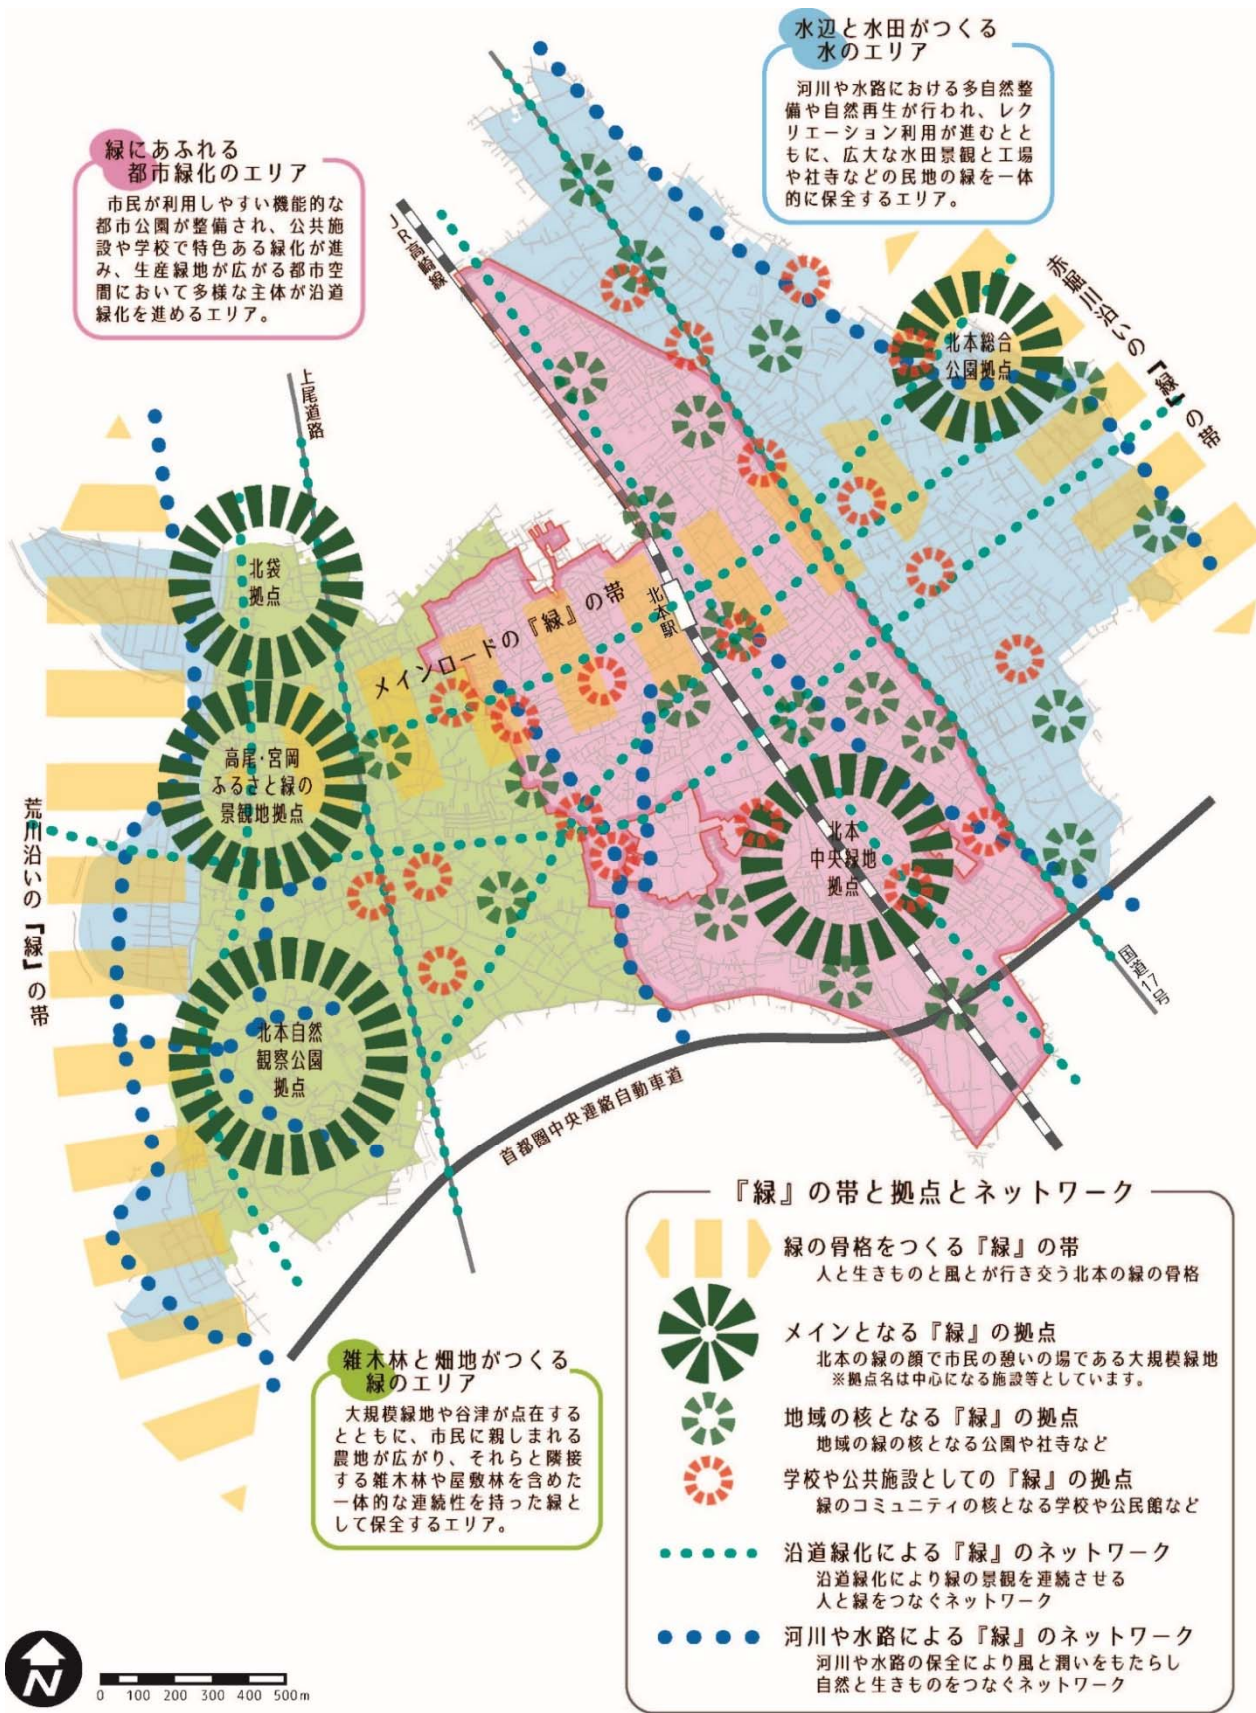 水辺と水田がつくる
水のエリア
河川や水路における多自然整
備や自然再生が行われ、レク
リエーション利用が進むとと
もに、広大な水田景観と工場
や社寺などの民地の緑を一体
的に保全するエリア。
緑にあふれる
都市緑化のエリア
市民が利用しやすい機能的な
都市公園が整備され、公共施
設や学校で特色ある緑化が進
み、生産緑地が広がる都市空
間において多様な主体が沿道
緑化を進めるエリア。
JR高崎線
赤堀川沿いの『緑』の帯
北本総合
公園拠点
上尾道路
北袋
拠点
メインロードの『緑』の帯
北本駅
高尾・宮岡
ふるさと緑の
景観地拠点
荒川沿いの『緑』の帯
北本
中央緑地
拠点
国道17号
北本自然
観察公園
拠点
首都圏中央連絡自動車道
雑木林と畑地がつくる
緑のエリア
大規模緑地や谷津が点在する
とともに、市民に親しまれる
農地が広がり、それらと隣接
する雑木林や屋敷林を含めた
一体的な連続性を持った緑と
して保全するエリア。
『緑』の帯と拠点とネットワーク
緑の骨格をつくる『緑』の帯
人と生きものと風とが行き交う北本の緑の骨格
メインとなる『緑』の拠点
北本の緑の顔で市民の憩いの場である大規模緑地
※拠点名は中心になる施設等としています。
地域の核となる『緑』の拠点
地域の緑の核となる公園や社寺など
学校や公共施設としての『緑』の拠点
緑のコミュニティの核となる学校や公民館など
沿道緑化による『緑』のネットワーク
沿道緑化により緑の景観を連続させる
人と緑をつなぐネットワーク
河川や水路による『緑』のネットワーク
河川や水路の保全により風と潤いをもたらし
自然と生きものをつなぐネットワーク
N
0 100 200 300 400 500m